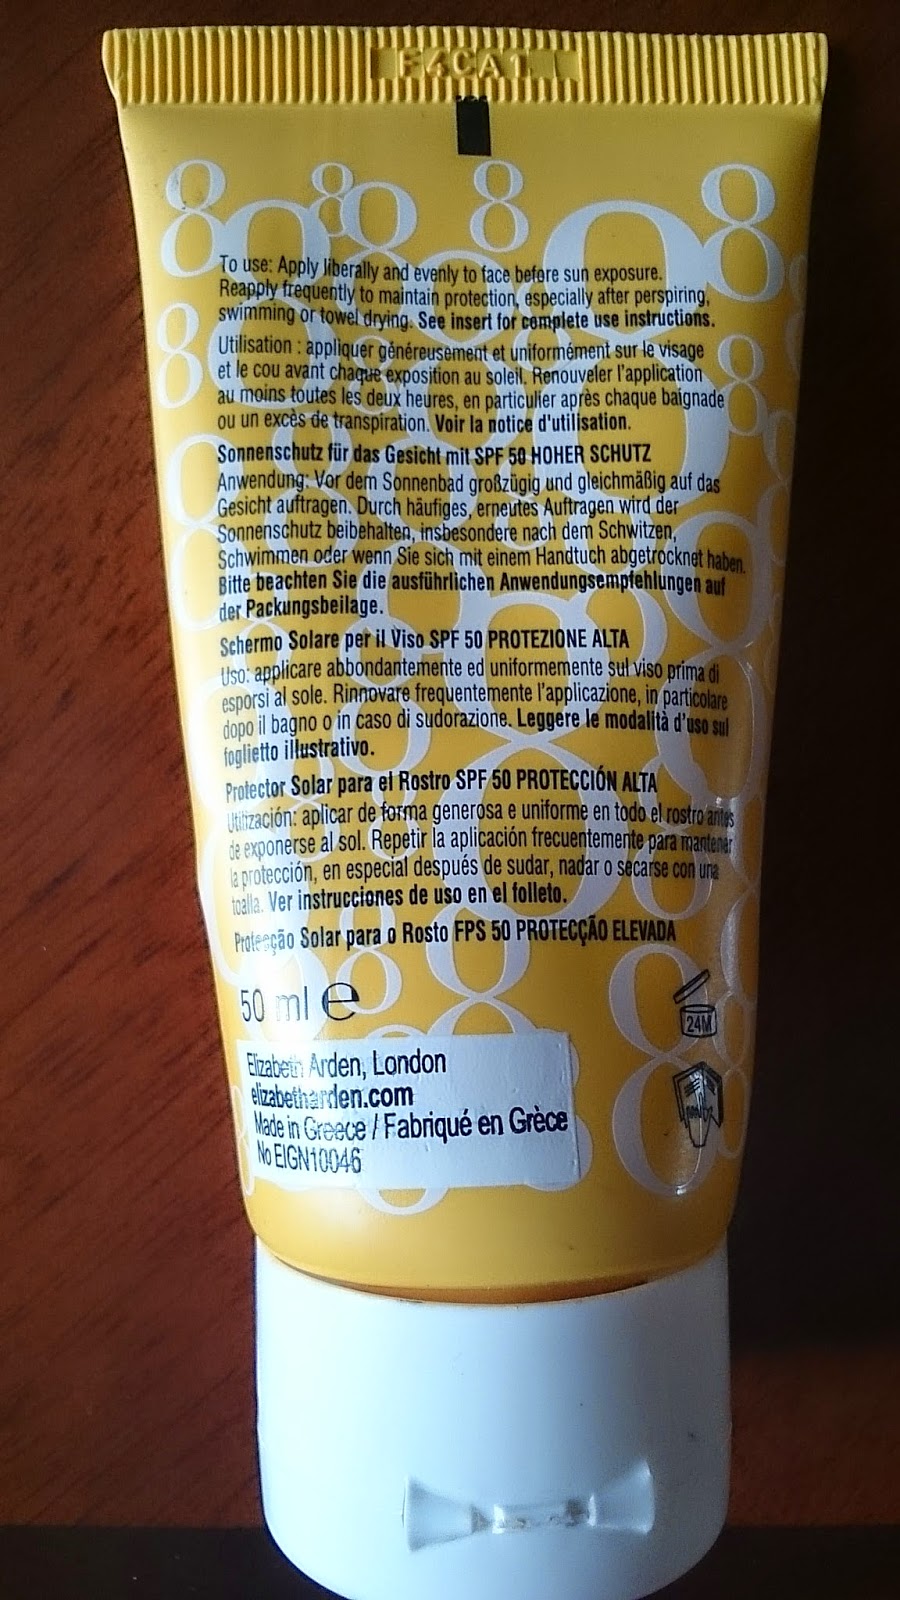 F4CA1
To use: Apply liberally and evenly to face before sun exposure.
Reapply frequently to maintain protection, especially after perspiring,
swimming or towel drying. See insert for complete use instructions.
Utilisation : appliquer généreusement et uniformément sur le visage
et le cou avant chaque exposition au soleil. Renouveler l'application
au moins toutes les deux heures, en particulier après chaque baignade
ou un excès de transpiration. Voir la notice d'utilisation.
Sonnenschutz für das Gesicht mit SPF 50 HOHER SCHUTZ
Anwendung: Vor dem Sonnenbad großzügig und gleichmäßig auf das
Gesicht auftragen. Durch häufiges, erneutes Auftragen wird der
Sonnenschutz beibehalten, insbesondere nach dem Schwitzen,
Schwimmen oder wenn Sie sich mit einem Handtuch abgetrocknet haben.
Bitte beachten Sie die ausführlichen Anwendungsempfehlungen auf
der Packungsbeilage.
Schermo Solare per il Viso SPF 50 PROTEZIONE ALTA
Uso: applicare abbondantemente ed uniformemente sul viso prima di
esporsi al sole. Rinnovare frequentemente l'applicazione, in particolare
dopo il bagno o in caso di sudorazione. Leggere le modalità d'uso sul
foglietto illustrativo.
Protector Solar para el Rostro SPF 50 PROTECCIÓN ALTA
Utilización: aplicar de forma generosa e uniforme en todo el rostro antes
de exponerse al sol. Repetir la aplicación frecuentemente para mantener
la protección, en especial después de sudar, nadar o secarse con una
toalla. Ver instrucciones de uso en el folleto.
Protecção Solar para o Rosto FPS 50 PROTECÇÃO ELEVADA
50 ml e
24M
Elizabeth Arden, London
elizabetharden.com
Made in Greece / Fabriqué en Grèce
No EIGN10046